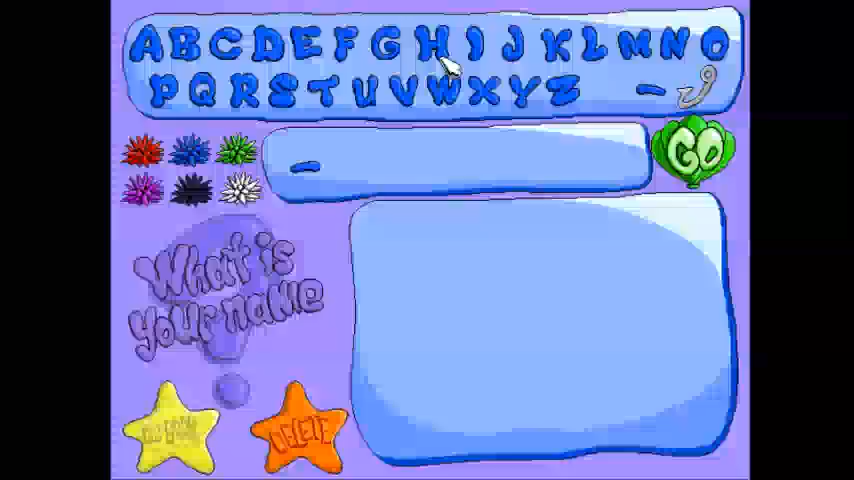 ABCDEFGHIJKLMNO
PQRSTUVWXYZ -
-
GO
What is
your name
?
DELETE